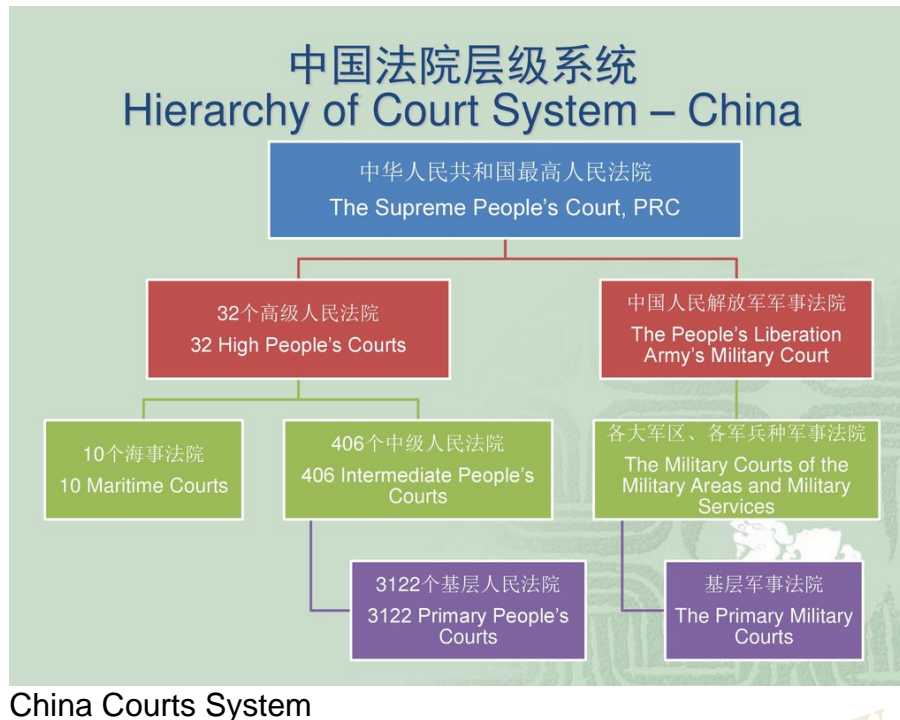 中国法院层级系统
Hierarchy of Court System – China
中华人民共和国最高人民法院
The Supreme People's Court, PRC
32个高级人民法院
32 High People's Courts
中国人民解放军军事法院
The People's Liberation
Army's Military Court
10个海事法院
10 Maritime Courts
406个中级人民法院
406 Intermediate People's
Courts
各大军区、各军兵种军事法院
The Military Courts of the
Military Areas and Military
Services
3122个基层人民法院
3122 Primary People's
Courts
基层军事法院
The Primary Military
Courts
China Courts System